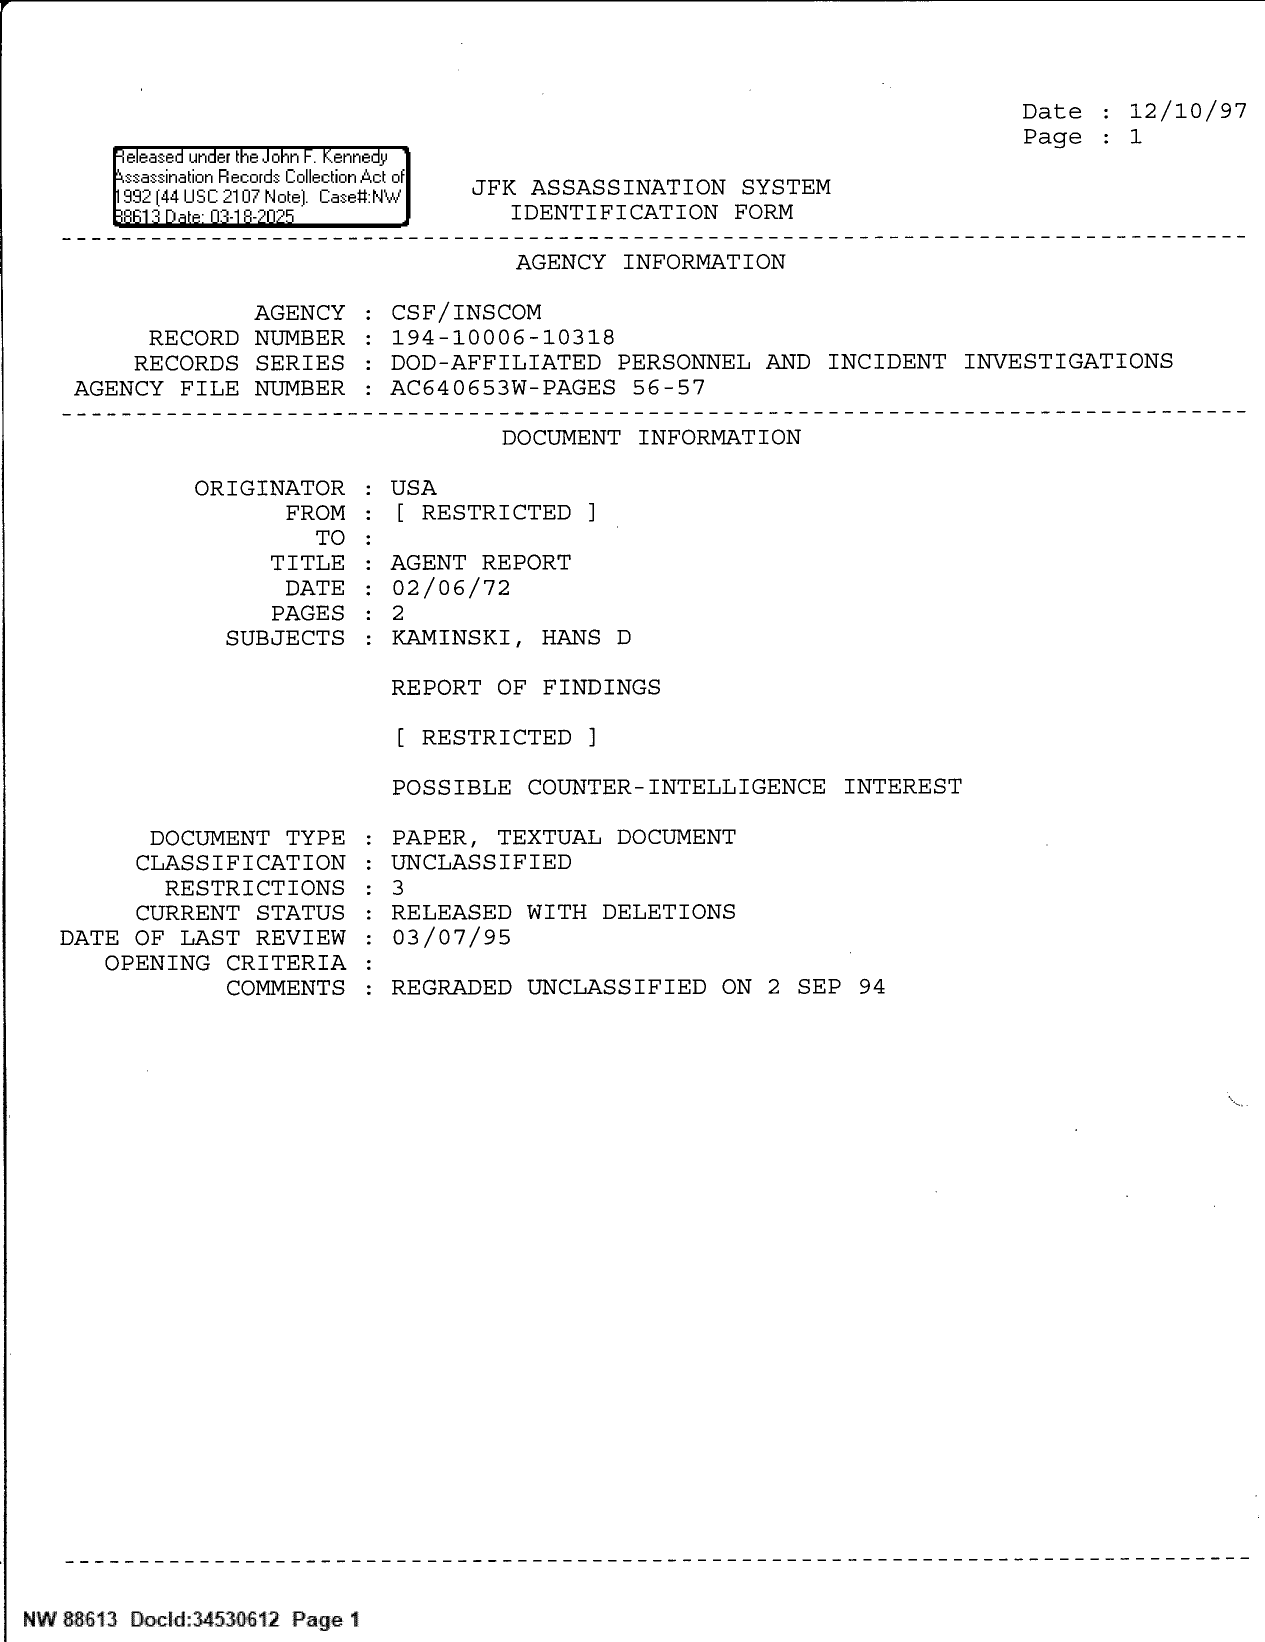 Date : 12/10/97
Page : 1
Released under the John F. Kennedy
Assassination Records Collection Act of
1992 (44 USC 2107 Note). Case#:NW
88613 Date: 03-18-2025
JFK ASSASSINATION SYSTEM
IDENTIFICATION FORM
AGENCY INFORMATION
AGENCY : CSF/INSCOM
RECORD NUMBER : 194-10006-10318
RECORDS SERIES : DOD-AFFILIATED PERSONNEL AND INCIDENT INVESTIGATIONS
AGENCY FILE NUMBER : AC640653W-PAGES 56-57
DOCUMENT INFORMATION
ORIGINATOR : USA
FROM : [ RESTRICTED ]
TO :
TITLE : AGENT REPORT
DATE : 02/06/72
PAGES : 2
SUBJECTS : KAMINSKI, HANS D
REPORT OF FINDINGS
[ RESTRICTED ]
POSSIBLE COUNTER-INTELLIGENCE INTEREST
DOCUMENT TYPE : PAPER, TEXTUAL DOCUMENT
CLASSIFICATION : UNCLASSIFIED
RESTRICTIONS : 3
CURRENT STATUS : RELEASED WITH DELETIONS
DATE OF LAST REVIEW : 03/07/95
OPENING CRITERIA :
COMMENTS : REGRADED UNCLASSIFIED ON 2 SEP 94
NW 88613 DocId:34530612 Page 1